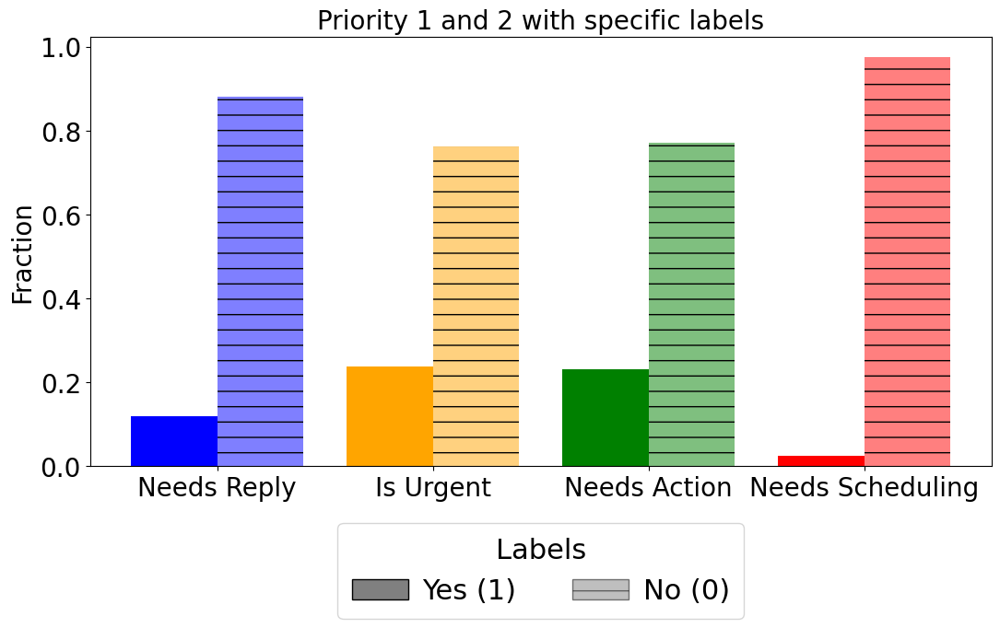 Priority 1 and 2 with specific labels
1.0
0.8
0.6
0.4
0.2
0.0
Fraction
Needs Reply
Is Urgent
Needs Action
Needs Scheduling
Labels
Yes (1)
No (0)